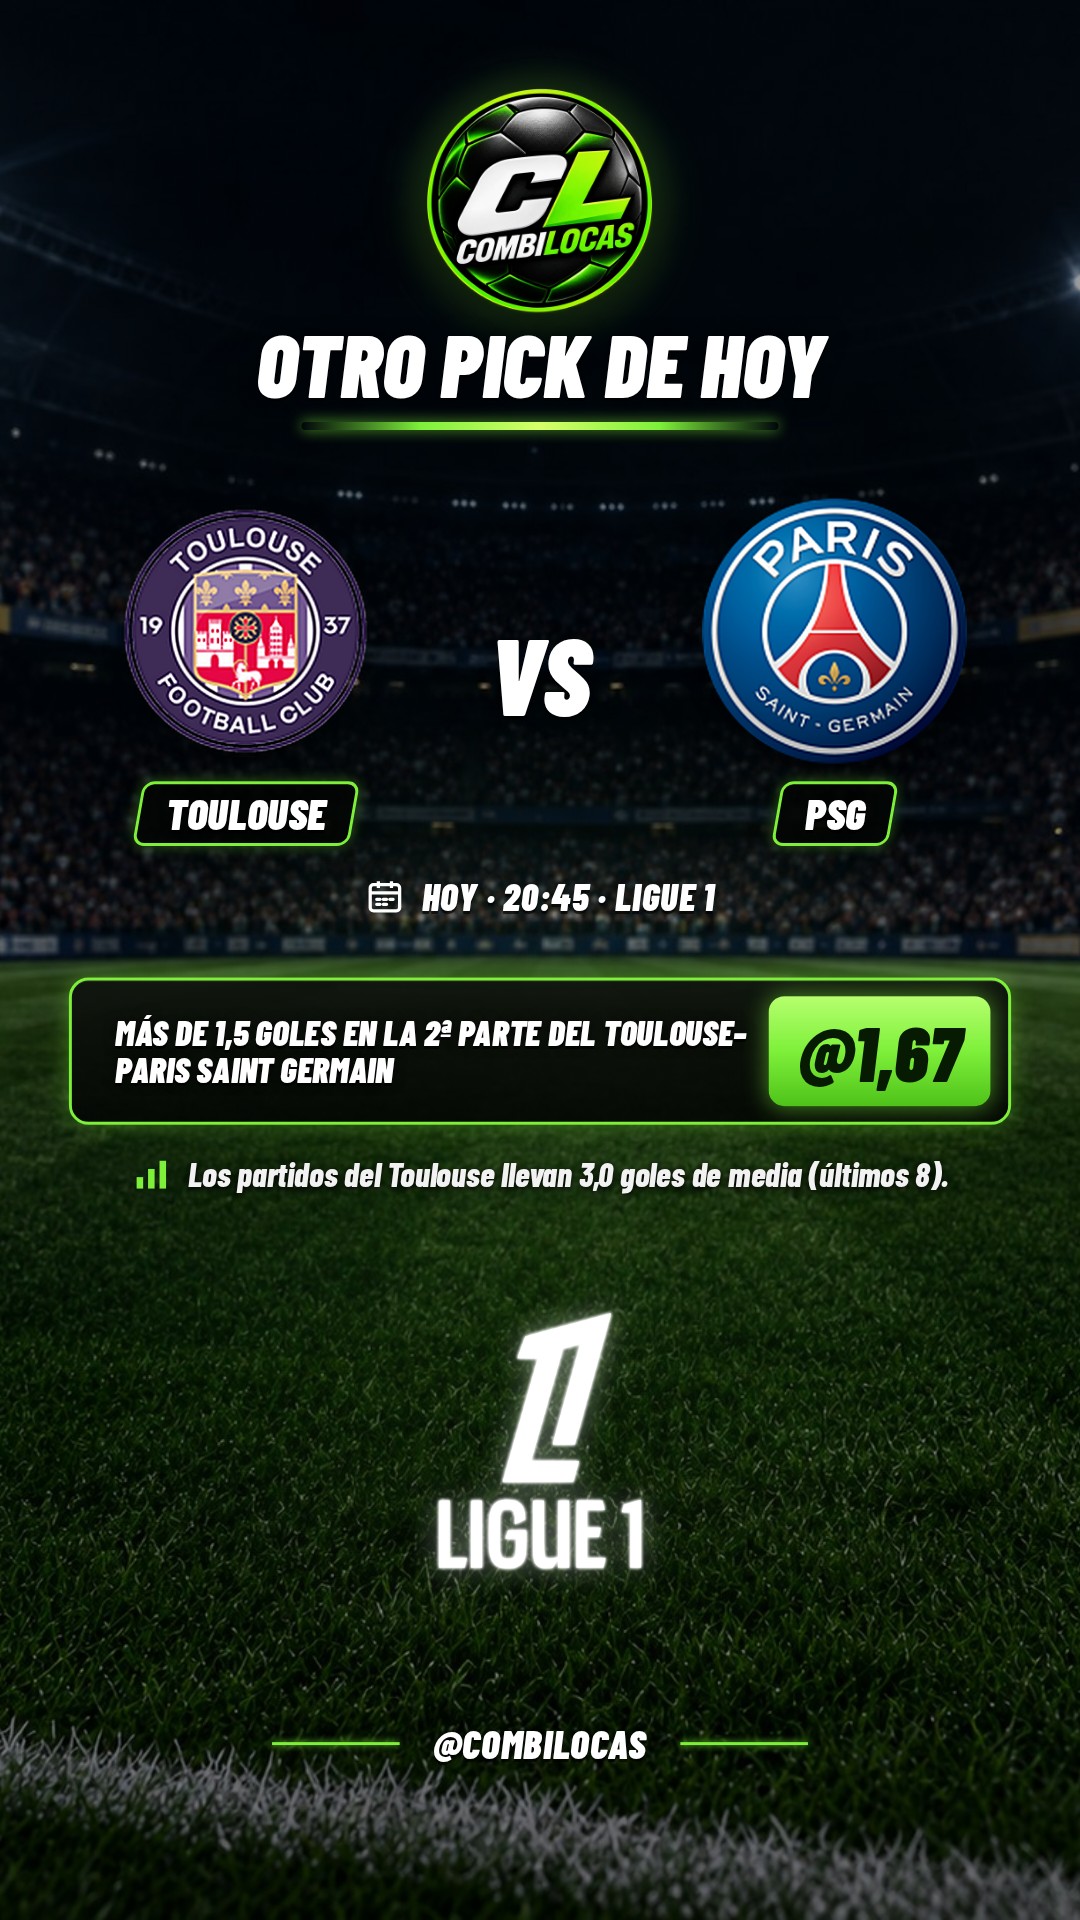 CL
COMBILOCAS
OTRO PICK DE HOY
TOULOUSE
19 37
FOOTBALL CLUB
PARIS
SAINT - GERMAIN
VS
TOULOUSE
PSG
HOY · 20:45 · LIGUE 1
MÁS DE 1,5 GOLES EN LA 2ª PARTE DEL TOULOUSE-
PARIS SAINT GERMAIN
@1,67
Los partidos del Toulouse llevan 3,0 goles de media (últimos 8).
LIGUE 1
@COMBILOCAS